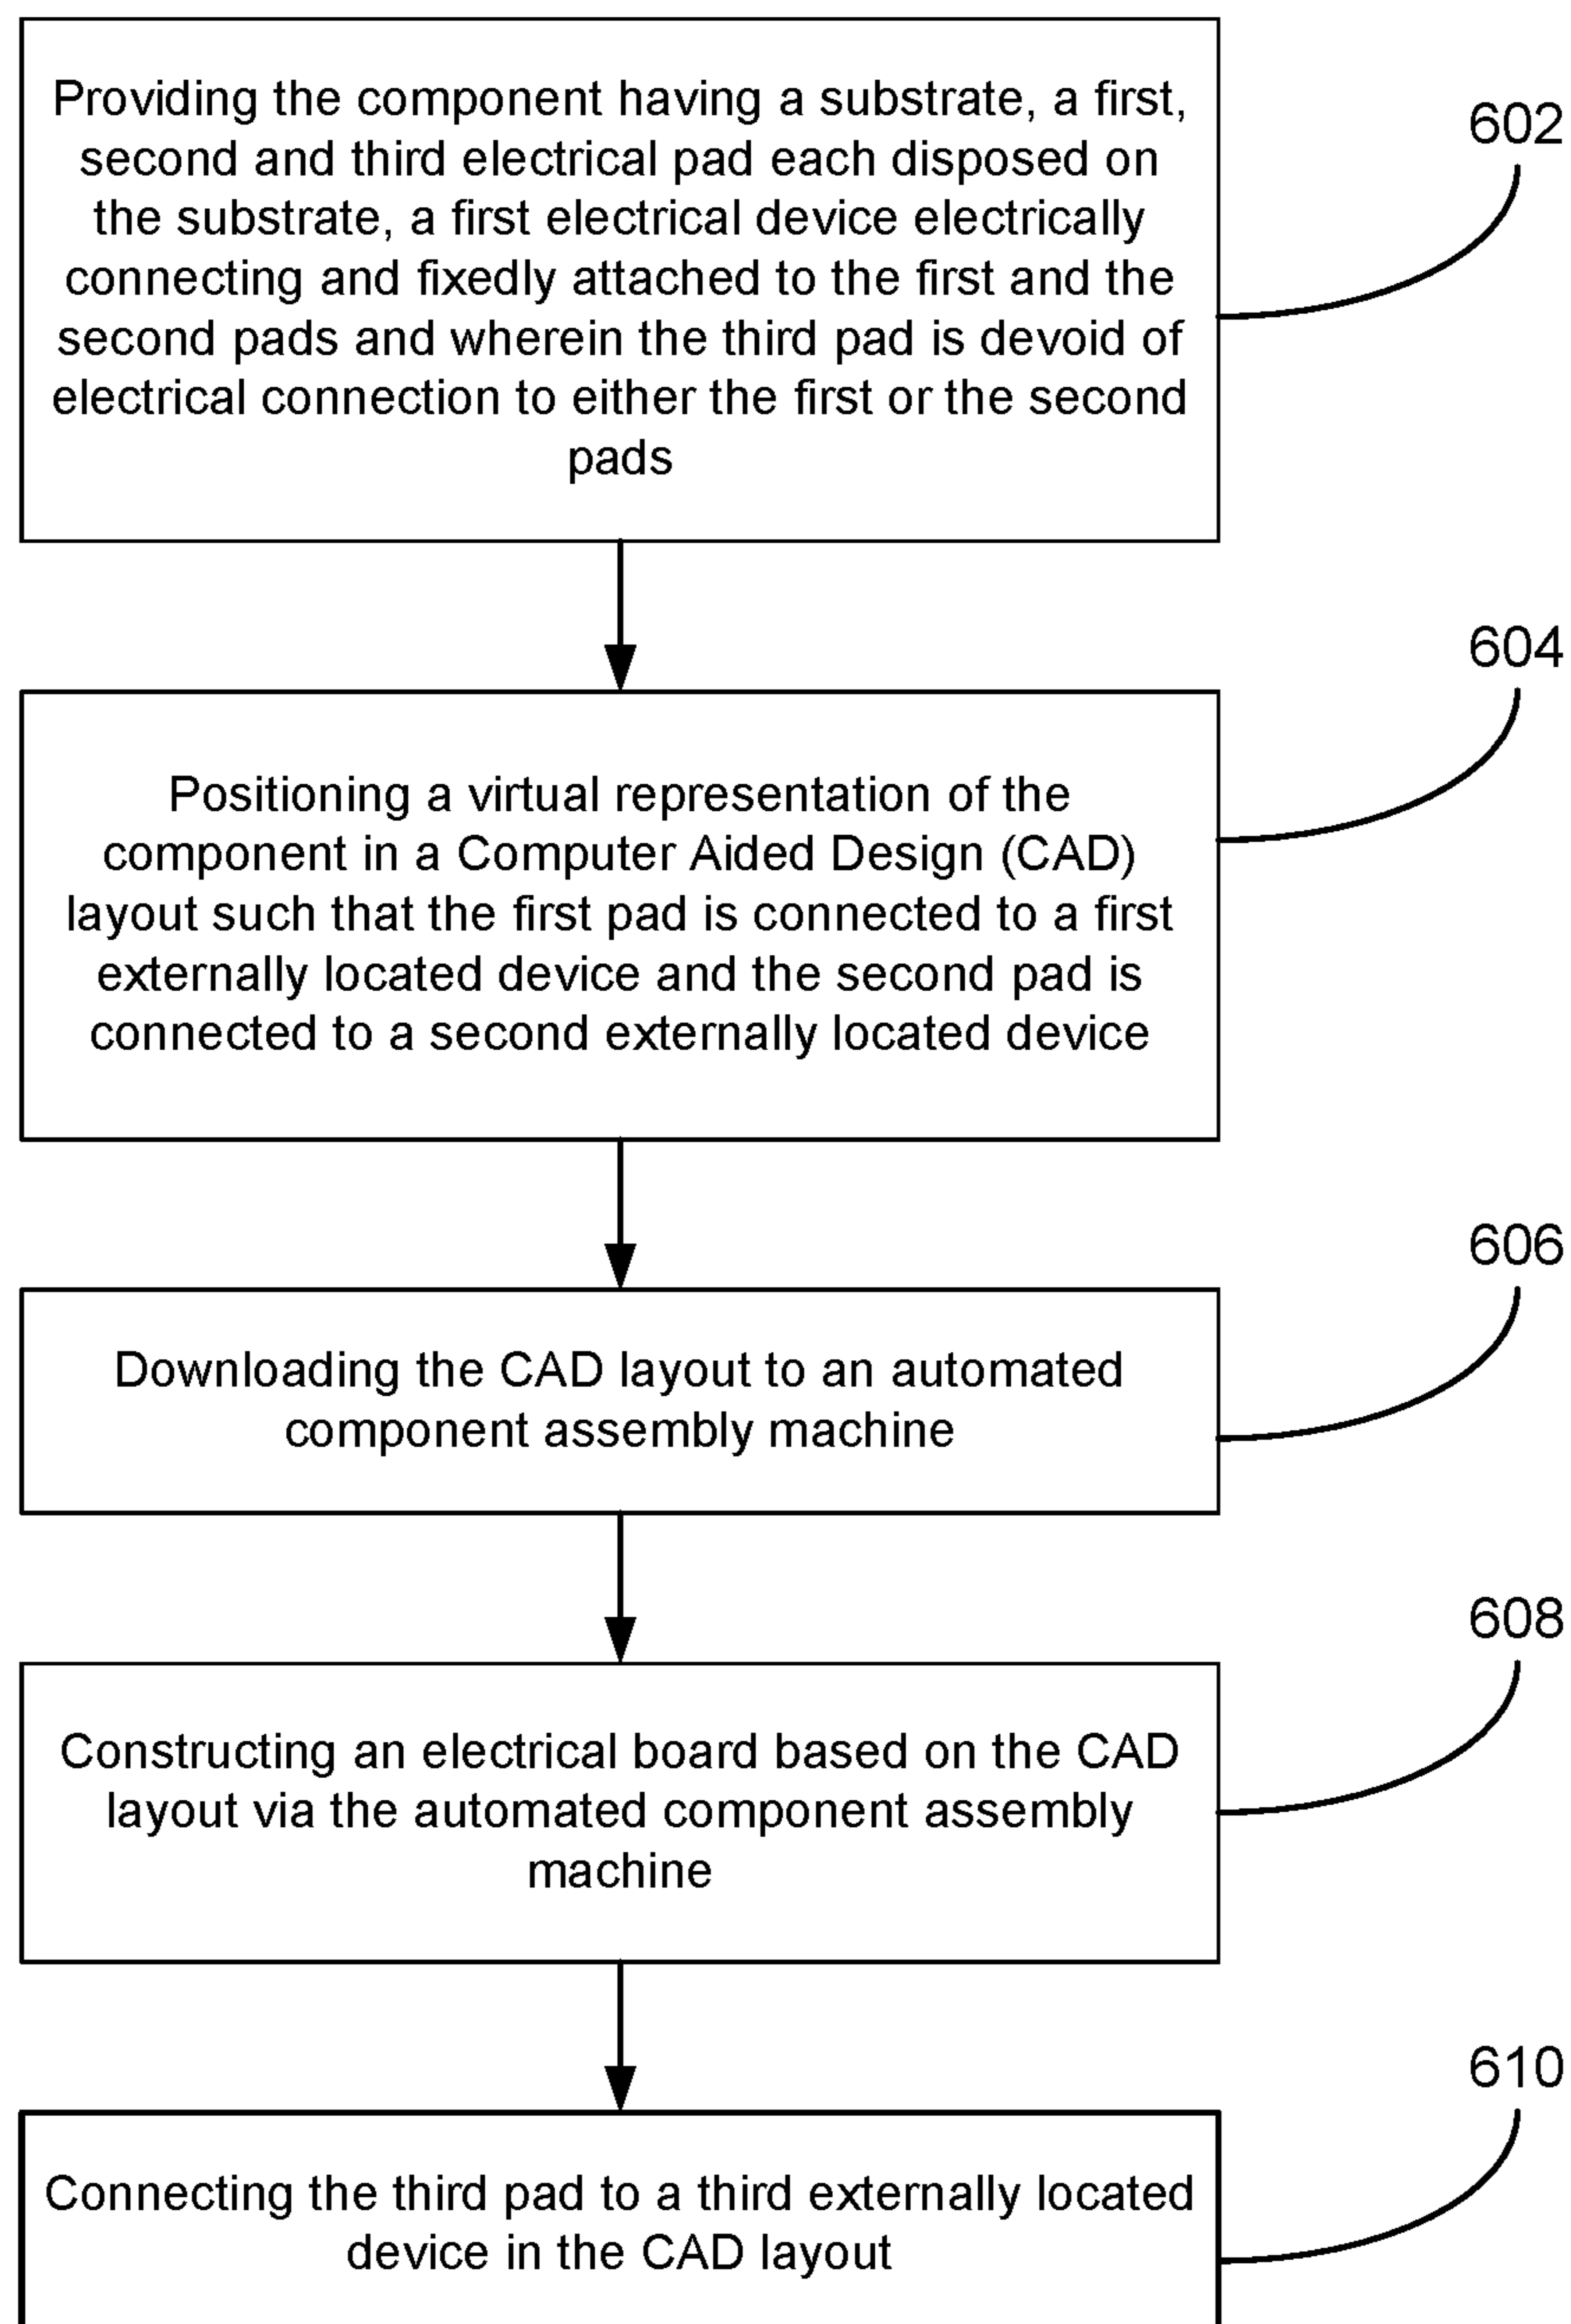 Providing the component having a substrate, a first,
second and third electrical pad each disposed on
the substrate, a first electrical device electrically
connecting and fixedly attached to the first and the
second pads and wherein the third pad is devoid of
electrical connection to either the first or the second
pads
602
Positioning a virtual representation of the
component in a Computer Aided Design (CAD)
layout such that the first pad is connected to a first
externally located device and the second pad is
connected to a second externally located device
604
Downloading the CAD layout to an automated
component assembly machine
606
Constructing an electrical board based on the CAD
layout via the automated component assembly
machine
608
Connecting the third pad to a third externally located
device in the CAD layout
610